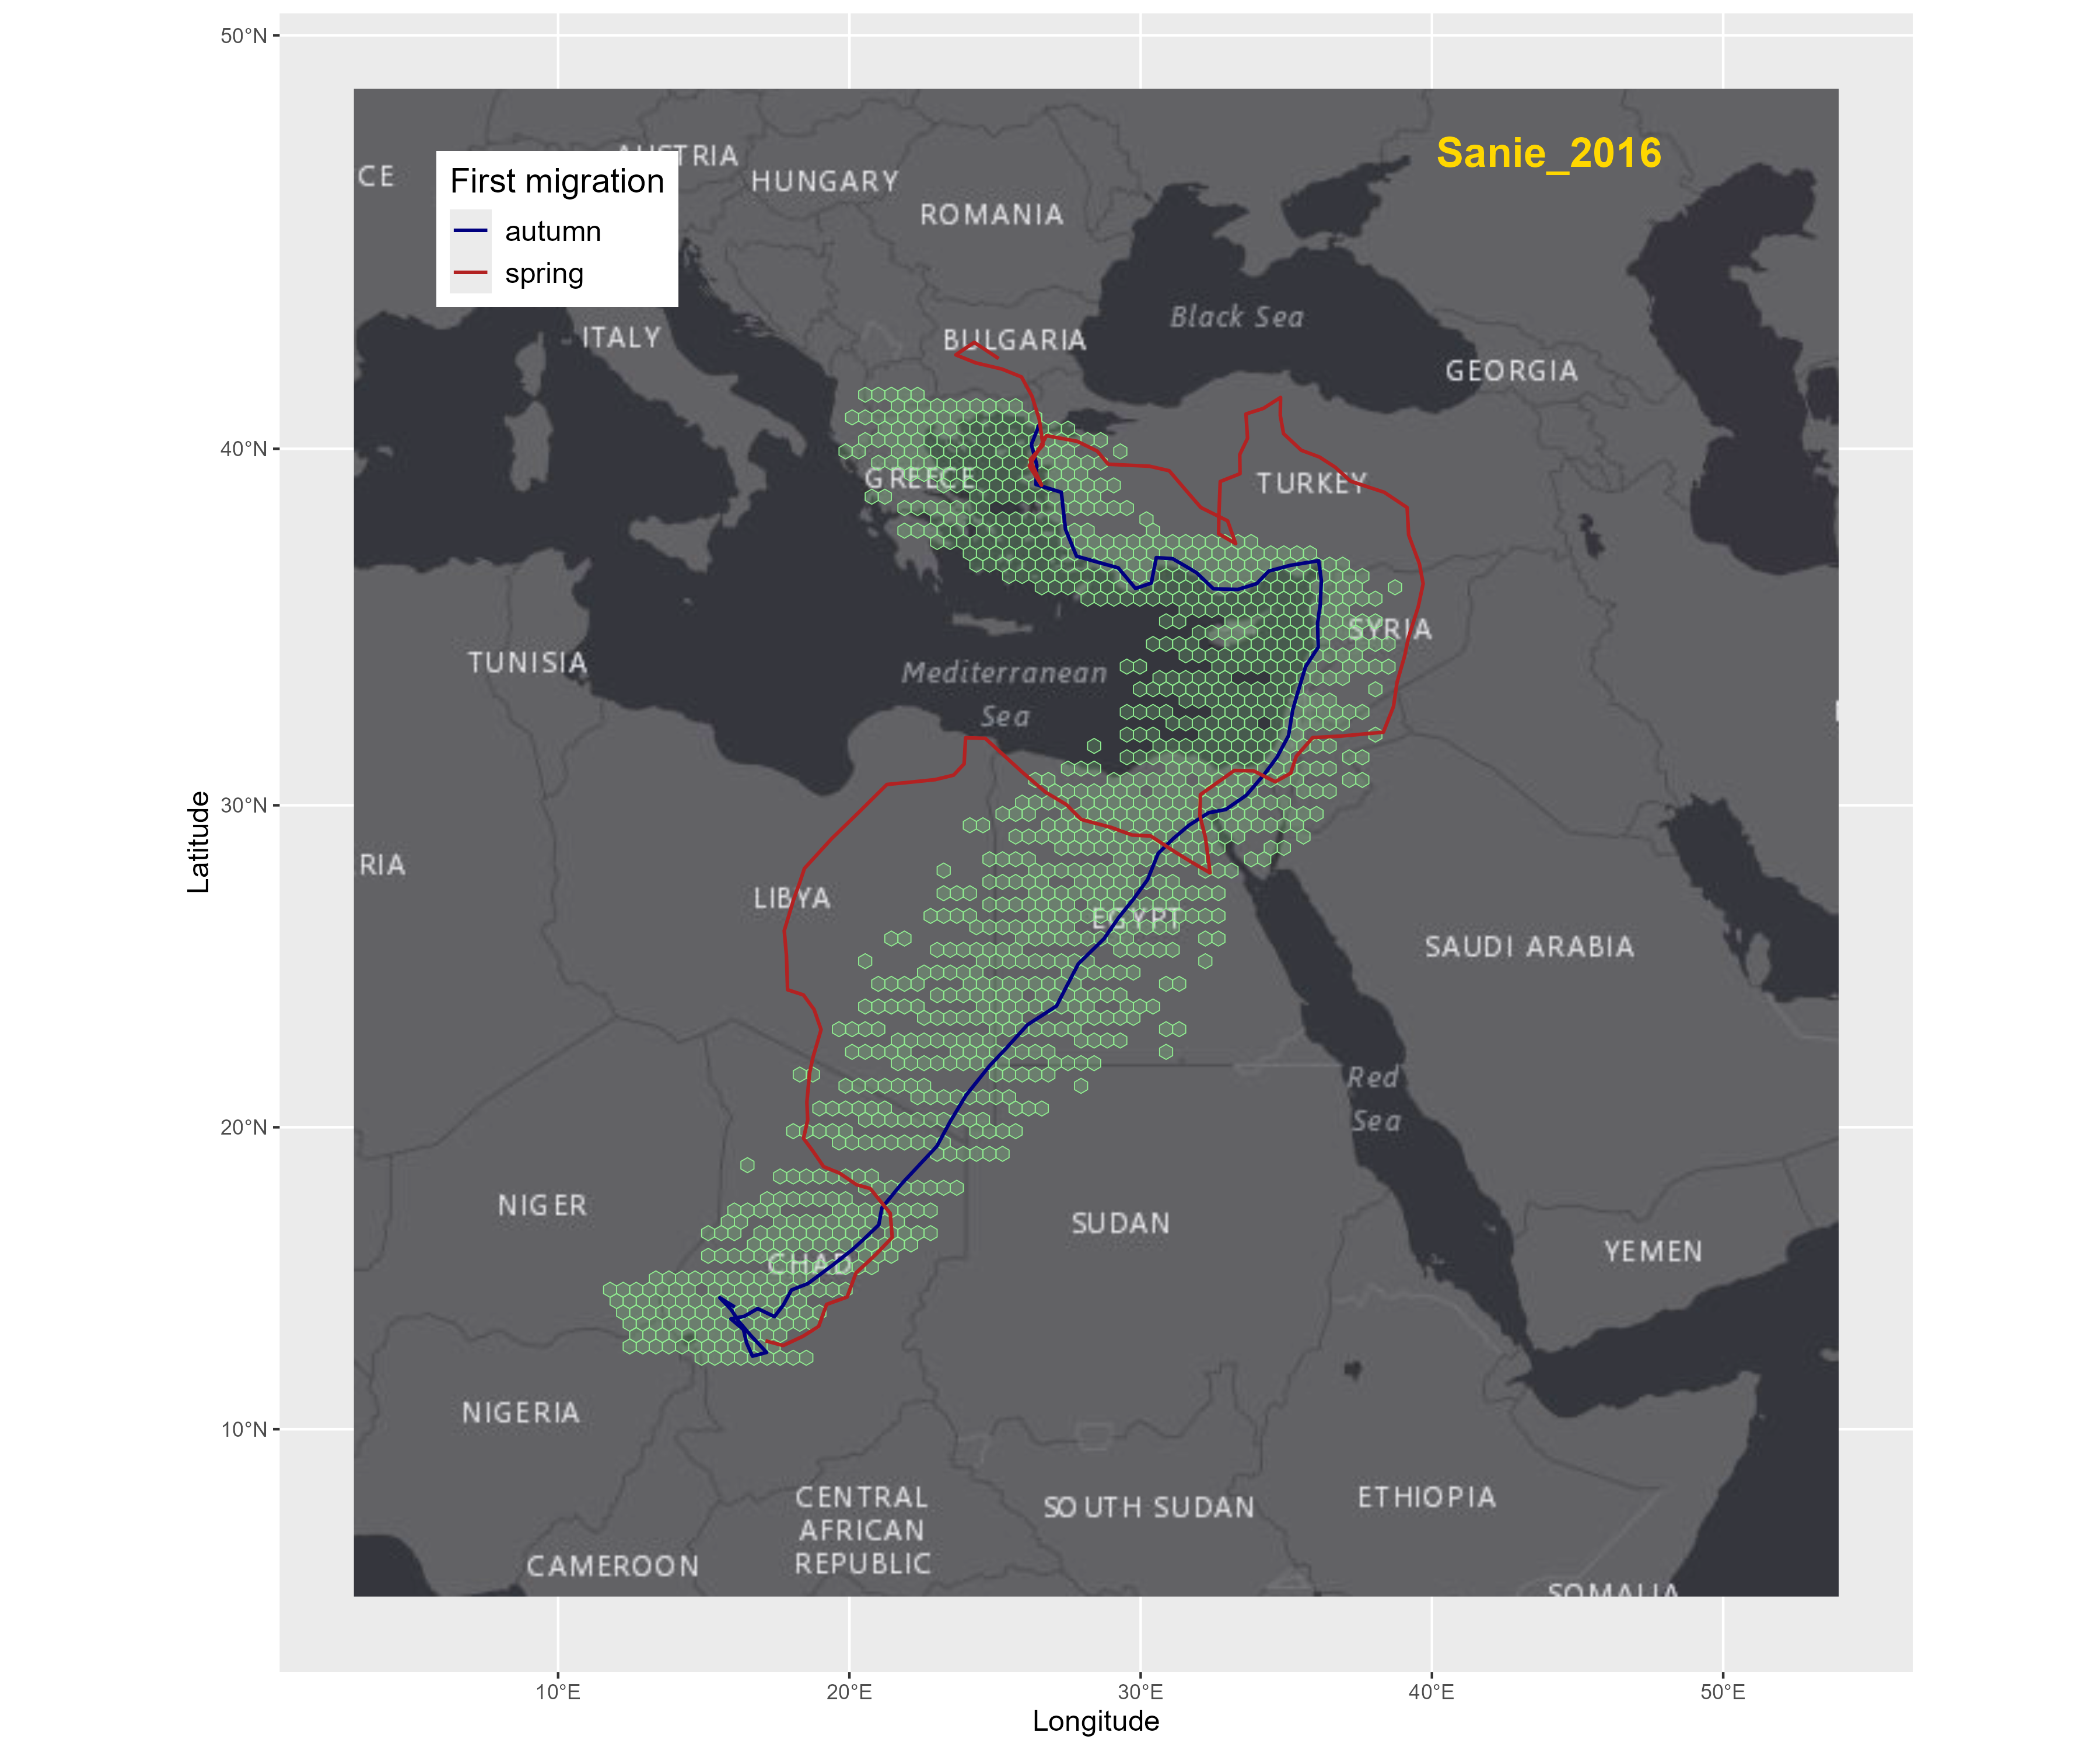 50°N
40°N
30°N
20°N
10°N
Latitude
10°E
20°E
30°E
40°E
50°E
Longitude
Sanie_2016
First migration
autumn
spring
CE
HUNGARY
ROMANIA
ITALY
BULGARIA
Black Sea
GEORGIA
GREECE
TURKEY
SYRIA
TUNISIA
Mediterranean
Sea
RIA
LIBYA
EGYPT
SAUDI ARABIA
Red
Sea
NIGER
CHAD
SUDAN
YEMEN
NIGERIA
CENTRAL
AFRICAN
REPUBLIC
SOUTH SUDAN
ETHIOPIA
CAMEROON
SOMALIA